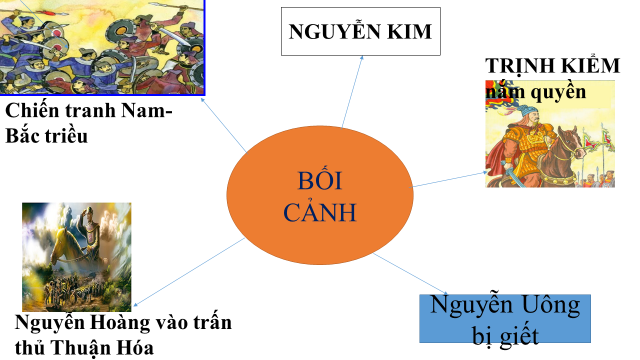 NGUYỄN KIM
TRỊNH KIỂM
nắm quyền
Chiến tranh Nam-
Bắc triều
BỐI
CẢNH
Nguyễn Hoàng vào trấn
thủ Thuận Hóa
Nguyễn Uông
bị giết